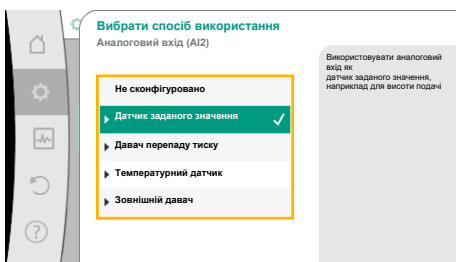 Вибрати спосіб використання
Аналоговий вхід (AI2)
Не сконфігуровано
Датчик заданого значення
Давач перепаду тиску
Температурний датчик
Зовнішній давач
Використовувати аналоговий
вхід як
датчик заданого значення,
наприклад для висоти подачі